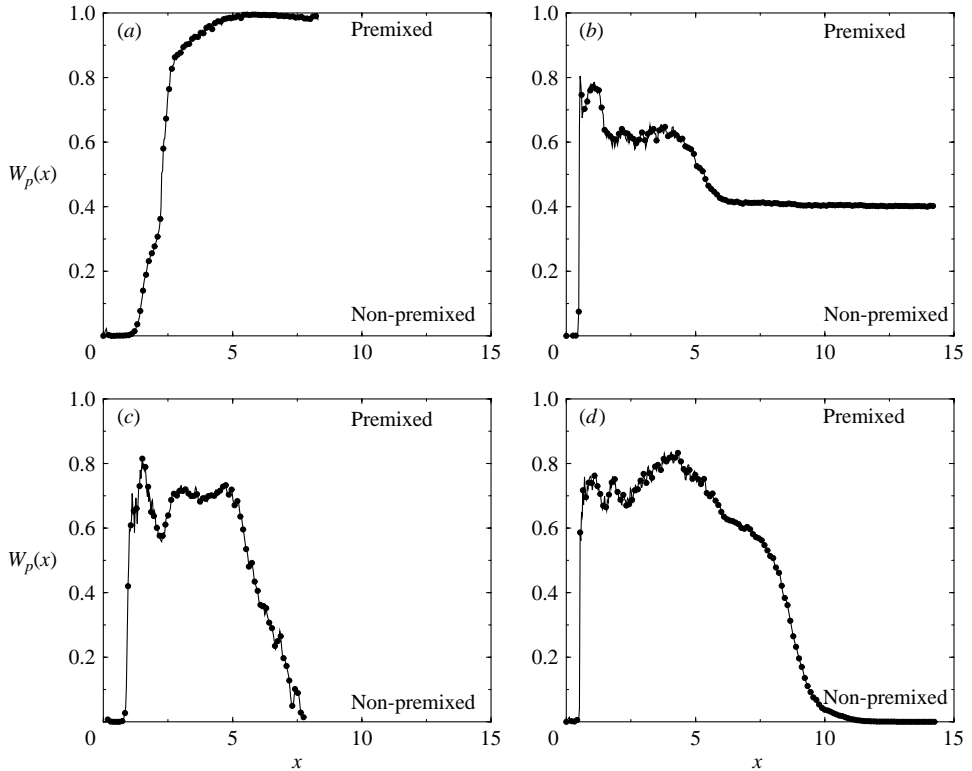 1.0
(a)
Premixed
0.8
0.6
W_p(x)
0.4
0.2
Non-premixed
0
5
10
15
1.0
(b)
Premixed
0.8
0.6
0.4
0.2
Non-premixed
0
5
10
15
1.0
(c)
Premixed
0.8
0.6
W_p(x)
0.4
0.2
Non-premixed
0
5
10
15
x
1.0
(d)
Premixed
0.8
0.6
0.4
0.2
Non-premixed
0
5
10
15
x